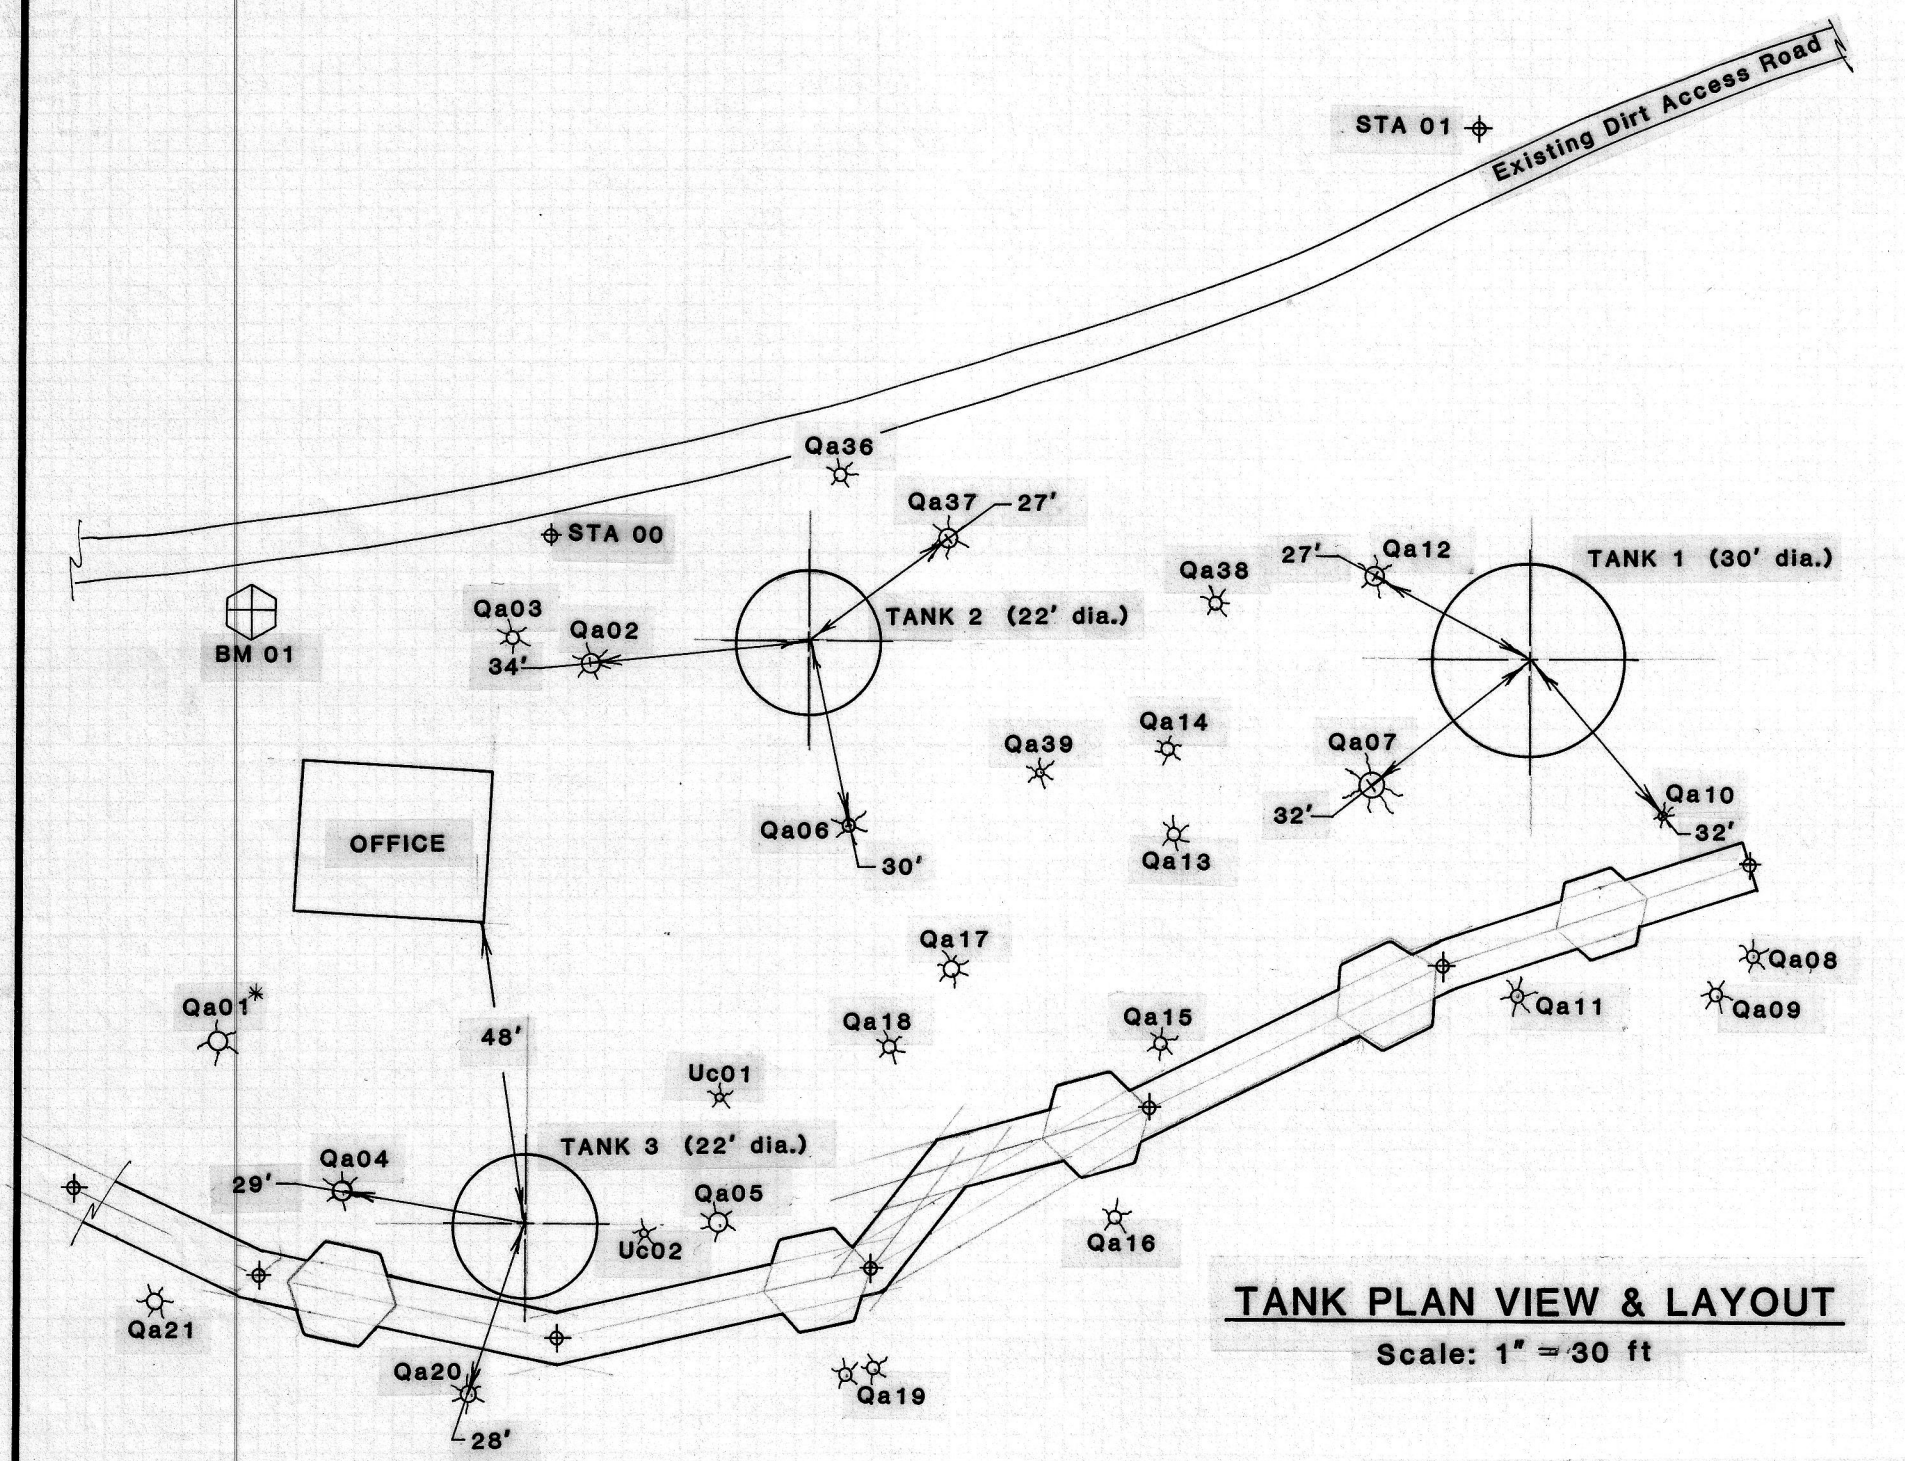 Existing Dirt Access Road
STA 01
Qa36
Qa37
27'
STA 00
Qa38
27'
Qa12
TANK 1 (30' dia.)
Qa03
Qa02
34'
TANK 2 (22' dia.)
BM 01
Qa14
Qa39
Qa07
Qa10
32'
32'
Qa06
30'
Qa13
OFFICE
Qa17
Qa08
Qa09
Qa11
Qa01*
48'
Qa18
Qa15
Uc01
TANK 3 (22' dia.)
Qa04
29'
Qa05
Uc02
Qa16
Qa21
Qa20
28'
Qa19
TANK PLAN VIEW & LAYOUT
Scale: 1" = 30 ft